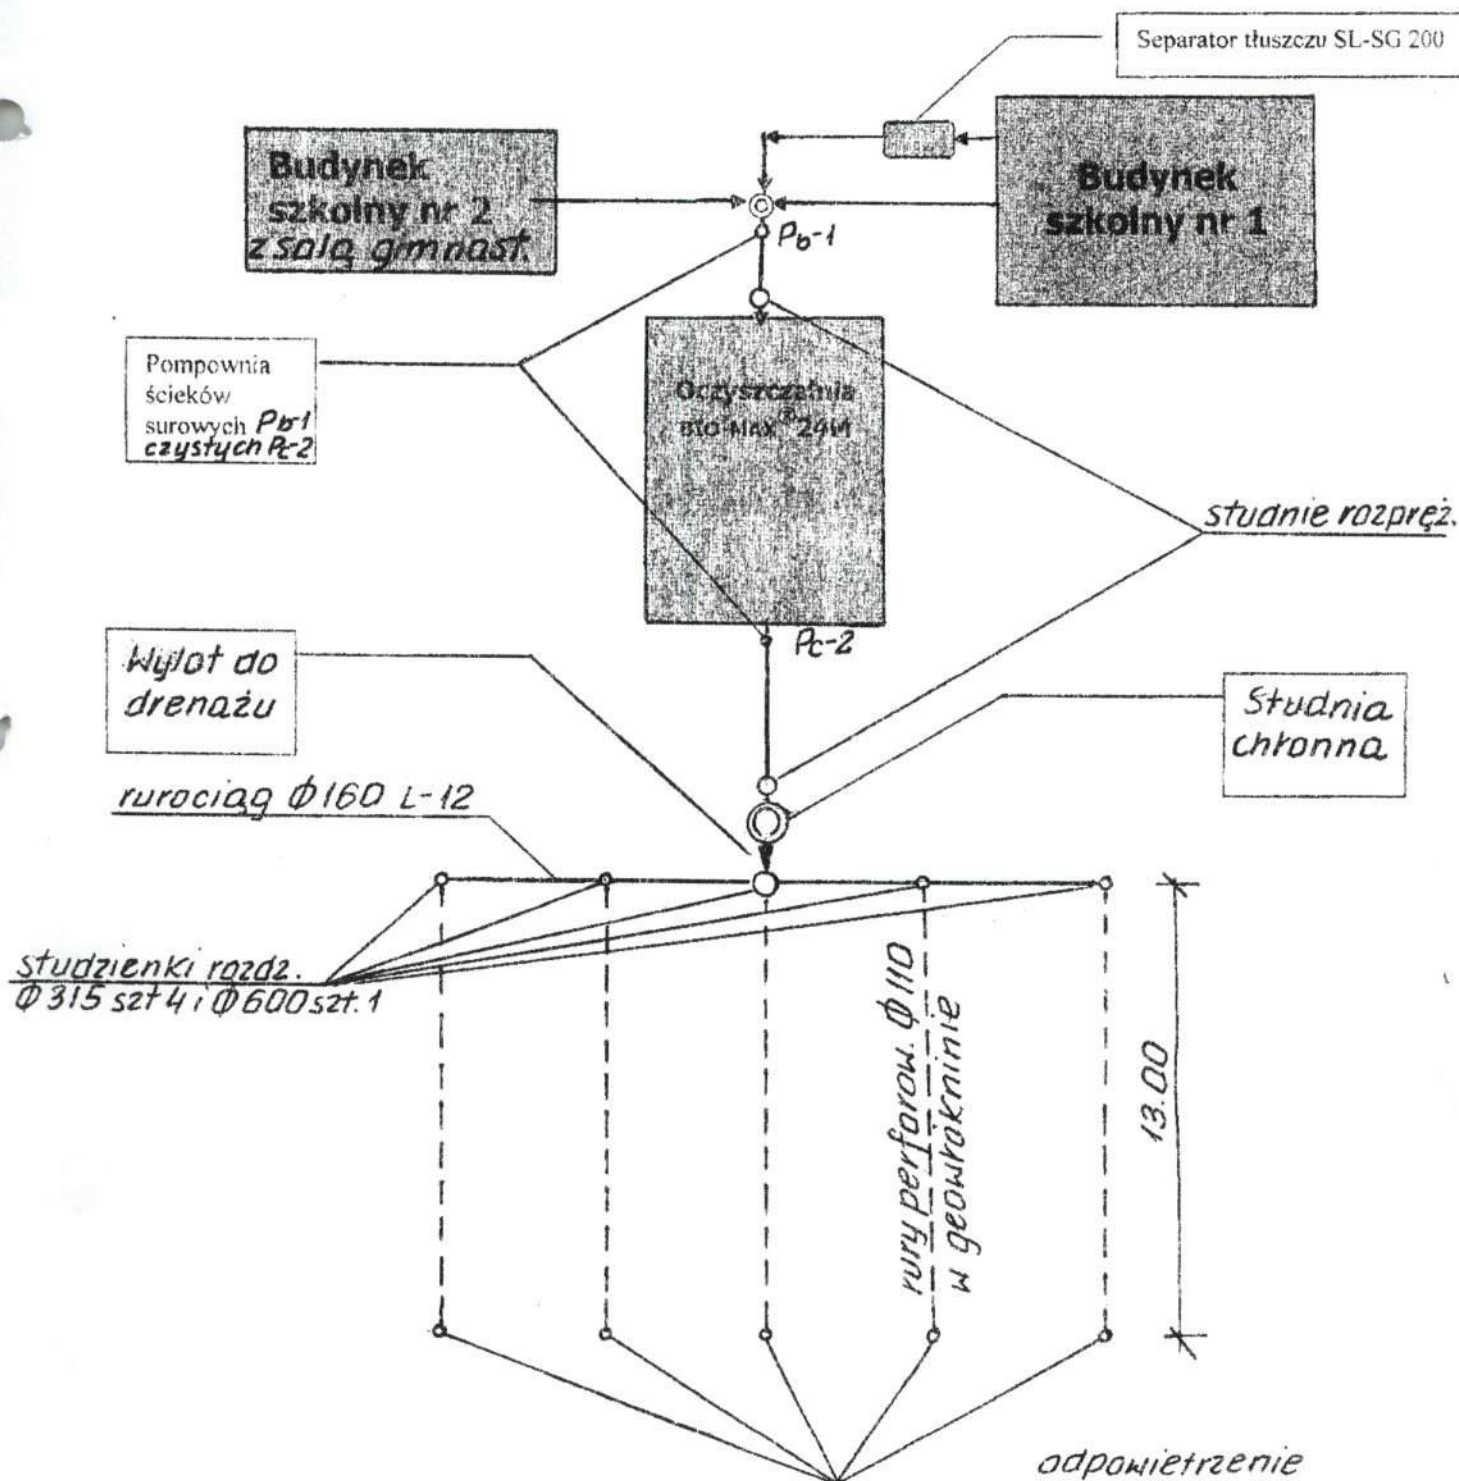 Separator tłuszczu SL-SG 200
Budynek
szkolny nr 2
z salą gmnast.
Budynek
szkolny nr 1
Pb-1
Pompownia
ścieków
surowych Pb-1
czystych Pc-2
Oczyszczalnia
BIO-MAX® 24M
studnie rozpręż.
Pc-2
Wylot do
drenażu
Studnia
chłonna
rurociąg Φ160 L-12
studzienki rozdz.
Φ315 szt 4 i Φ600 szt. 1
rury perforow. Φ110
w geowłókninie
13.00
odpowietrzenie